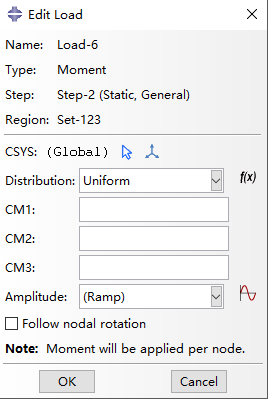 Edit Load
Name: Load-6
Type: Moment
Step: Step-2 (Static, General)
Region: Set-123
CSYS: (Global)
Distribution: Uniform f(x)
CM1:
CM2:
CM3:
Amplitude: (Ramp)
Follow nodal rotation
Note: Moment will be applied per node.
OK Cancel